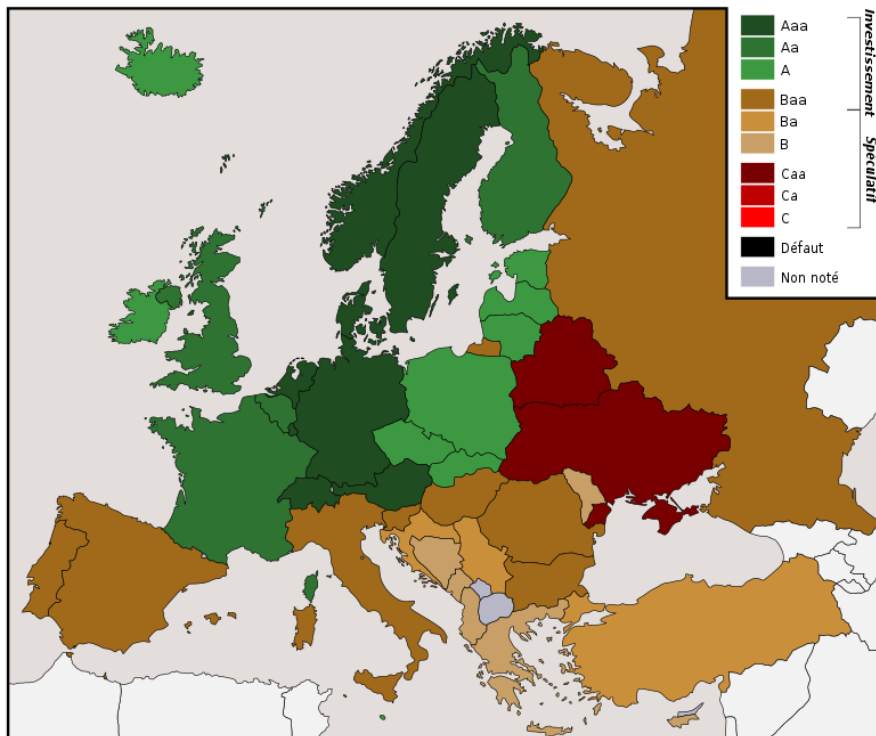 Aaa
Aa
A
Baa
Ba
B
Caa
Ca
C
Défaut
Non noté
Investissement
Spéculatif